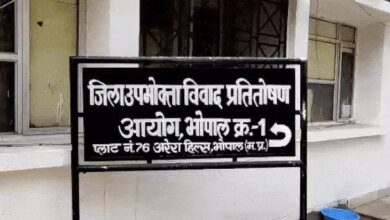 जिला उपभोक्ता विवाद प्रतितोषण
आयोग, भोपाल क्र.-1
प्लाट नं. 76 अरेरा हिल्स, भोपाल (म.प्र.)